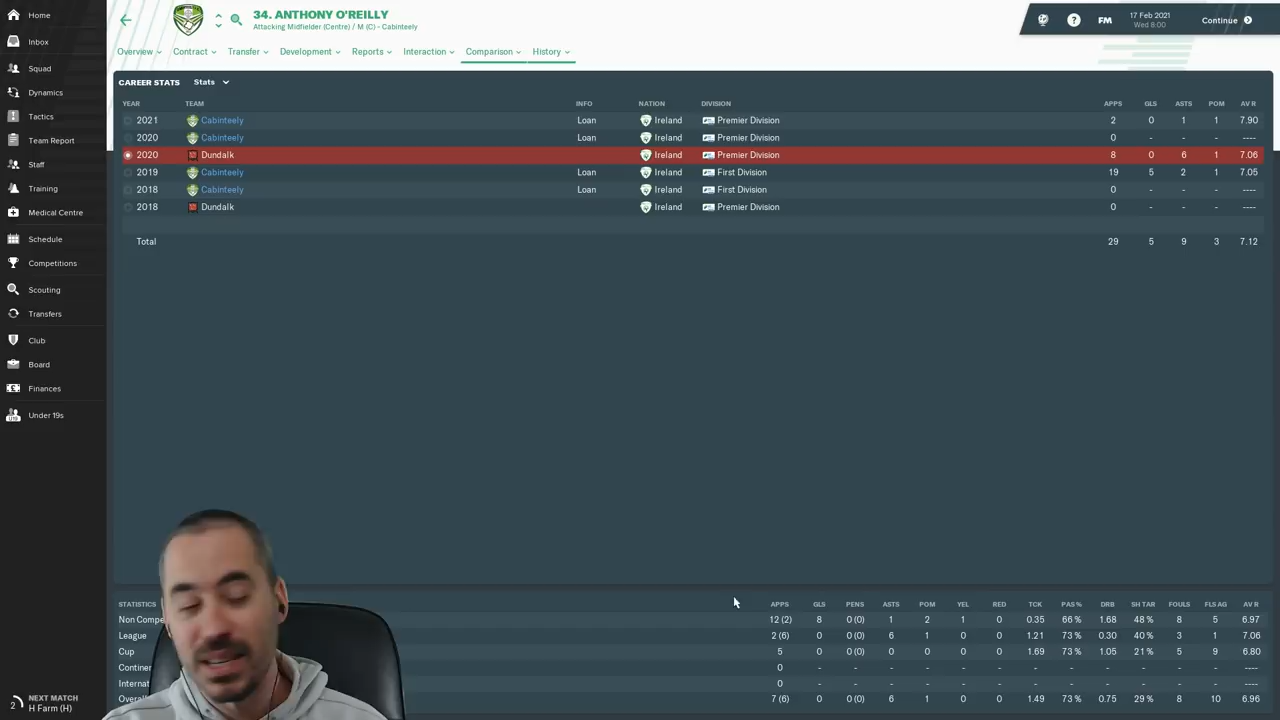 34. ANTHONY O'REILLY
Attacking Midfielder (Centre) / M (C) - Cabinteely
17 Feb 2021
Wed 8:00
? FM Continue
Overview Contract Transfer Development Reports Interaction Comparison History
Home
Inbox
Squad
Dynamics
Tactics
Team Report
Staff
Training
Medical Centre
Schedule
Competitions
Scouting
Transfers
Club
Board
Finances
Under 19s
2 NEXT MATCH
H Farm (H)
CAREER STATS Stats
YEAR TEAM INFO NATION DIVISION APPS GLS ASTS POM AV R
2021 Cabinteely Loan Ireland Premier Division 2 0 1 1 7.90
2020 Cabinteely Loan Ireland Premier Division 0 - - - ----
2020 Dundalk Ireland Premier Division 8 0 6 1 7.06
2019 Cabinteely Loan Ireland First Division 19 5 2 1 7.05
2018 Cabinteely Loan Ireland First Division 0 - - - ----
2018 Dundalk Ireland Premier Division 0 - - - ----
Total 29 5 9 3 7.12
STATISTICS APPS GLS PENS ASTS POM YEL RED TCK PAS % DRB SH TAR FOULS FLS AG AV R
Non Compe 12 (2) 8 0 (0) 1 2 1 0 0.35 66 % 1.68 48 % 8 5 6.97
League 2 (6) 0 0 (0) 6 1 0 0 1.21 73 % 0.30 40 % 3 1 7.06
Cup 5 0 0 (0) 0 0 0 0 1.69 73 % 1.05 21 % 5 9 6.80
Continen 0 - - - - - - - - - - - - ----
Internat 0 - - - - - - - - - - - - ----
Overal 7 (6) 0 0 (0) 6 1 0 0 1.49 73 % 0.75 29 % 8 10 6.96